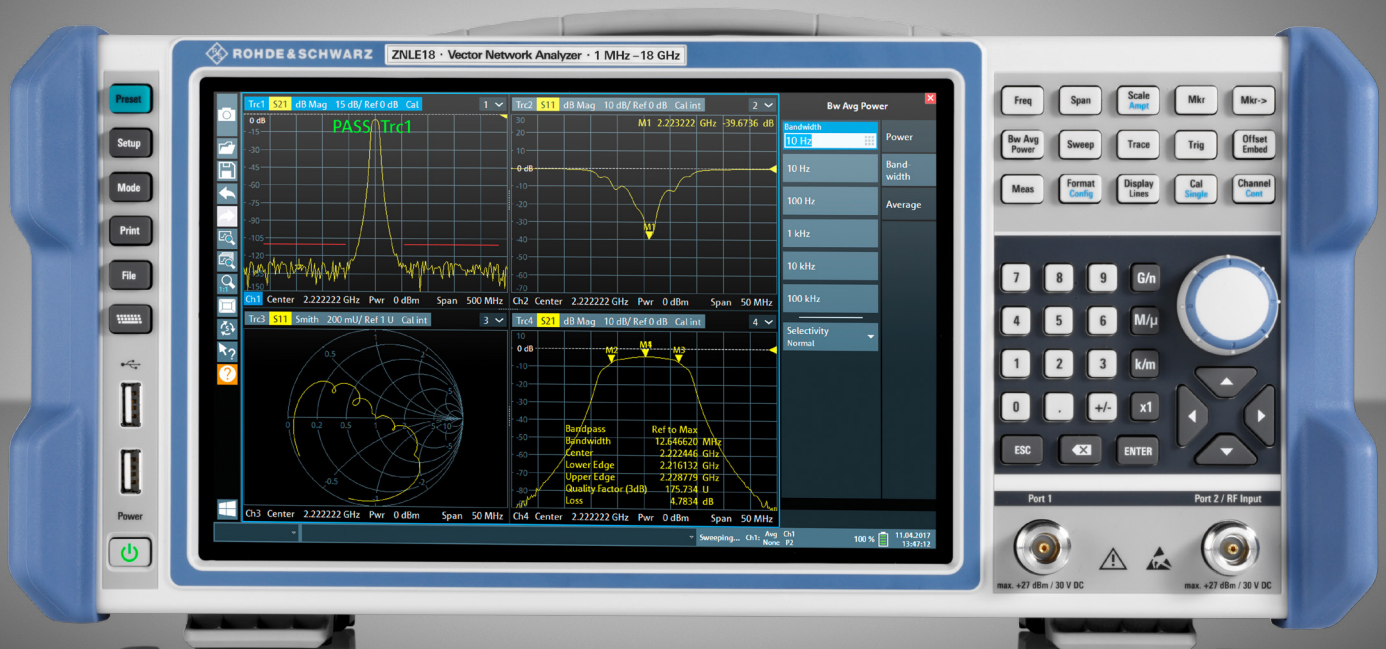 ROHDE&SCHWARZ ZNLE18 · Vector Network Analyzer · 1 MHz – 18 GHz
Preset
Setup
Mode
Print
File
Power
Trc1 S21 dB Mag 15 dB/ Ref 0 dB Cal 1
0 dB
PASS Trc1
-15
-30
-45
-60
-75
-90
-105
-120
-150
Ch1 Center 2.222222 GHz Pwr 0 dBm Span 500 MHz
Trc2 S11 dB Mag 10 dB/ Ref 0 dB Cal int 2
M1 2.223222 GHz -39.6736 dB
30
20
10
0 dB
-10
-20
-30
-40
-50
-60
-70
M1
Ch2 Center 2.222222 GHz Pwr 0 dBm Span 50 MHz
Trc3 S11 Smith 200 mU/ Ref 1 U Cal int 3
0.5
2
5
0
0.2
0.5
1
2
5
-5
-0.5
-1
-2
Ch3 Center 2.222222 GHz Pwr 0 dBm Span 50 MHz
Trc4 S21 dB Mag 10 dB/ Ref 0 dB Cal int 4
10
0 dB
-10
-20
-30
-40
-50
-60
-70
-80
M2
M3
Bandpass Ref to Max
Bandwidth 12.646620 MHz
Center 2.222446 GHz
Lower Edge 2.216132 GHz
Upper Edge 2.228779 GHz
Quality Factor (3dB) 175.734 U
Loss 4.7834 dB
Ch4 Center 2.222222 GHz Pwr 0 dBm Span 50 MHz
Bw Avg Power
Bandwidth
10 Hz
10 Hz
100 Hz
1 kHz
10 kHz
100 kHz
Selectivity
Normal
Power
Band-
width
Average
Sweeping... Ch1: Avg None Ch1 P2 100 % 11.04.2017
13:47:12
Freq Span Scale Ampt Mkr Mkr->
Bw Avg Power Sweep Trace Trig Offset Embed
Meas Format Config Display Lines Cal Single Channel Cont
7 8 9 G/n
4 5 6 M/µ
1 2 3 k/m
0 . +/- x1
ESC ENTER
Port 1 Port 2 / RF Input
max. +27 dBm / 30 V DC max. +27 dBm / 30 V DC